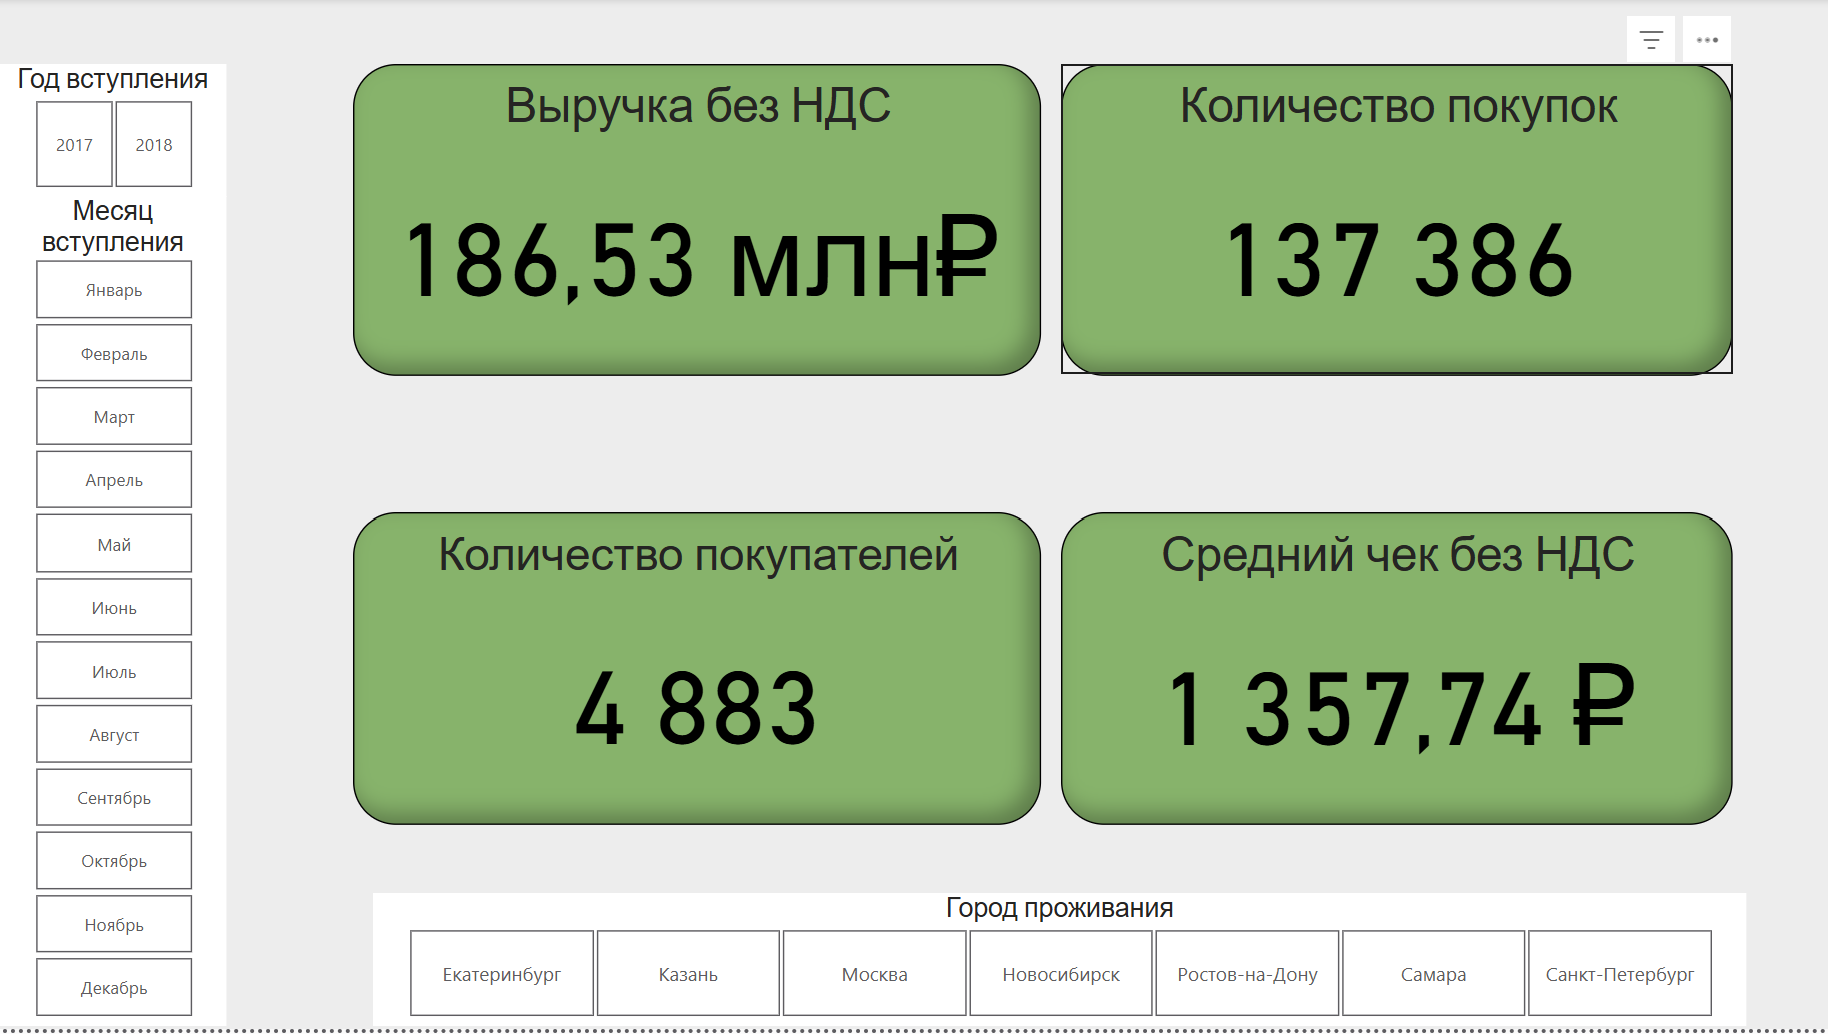 Год вступления
2017
2018
Месяц
вступления
Январь
Февраль
Март
Апрель
Май
Июнь
Июль
Август
Сентябрь
Октябрь
Ноябрь
Декабрь
Выручка без НДС
186,53 млн₽
Количество покупок
137 386
Количество покупателей
4 883
Средний чек без НДС
1 357,74 ₽
Город проживания
Екатеринбург
Казань
Москва
Новосибирск
Ростов-на-Дону
Самара
Санкт-Петербург